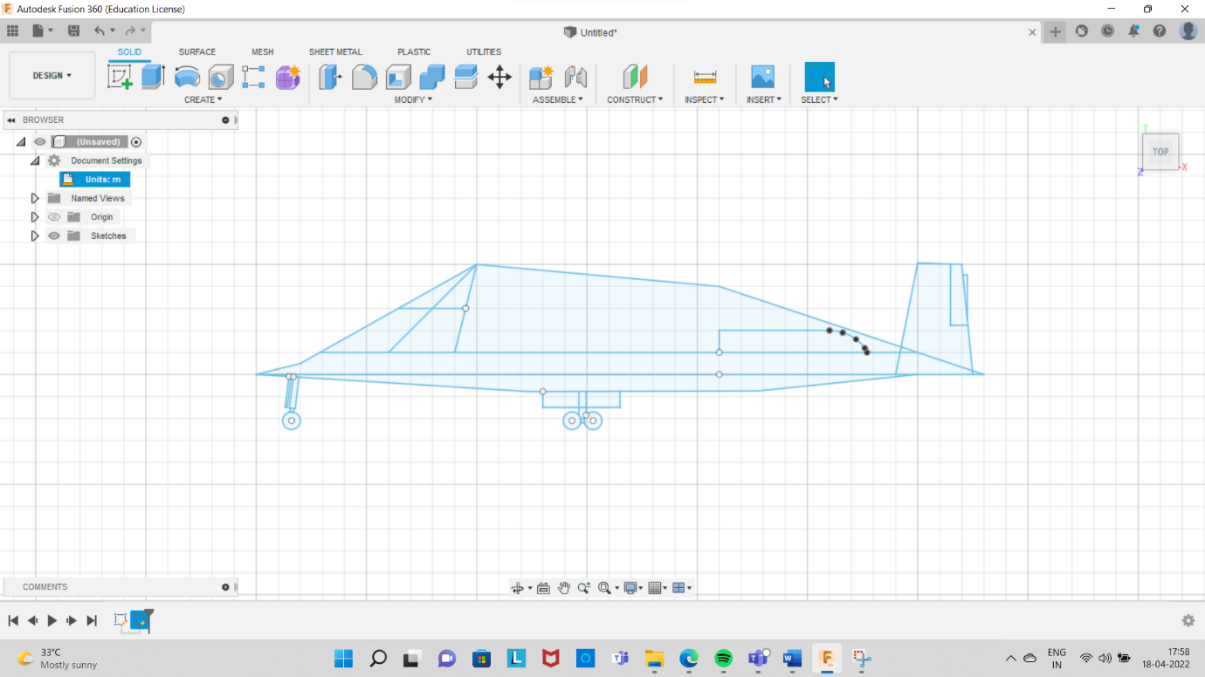 Autodesk Fusion 360 (Education License)
Untitled*
SOLID SURFACE MESH SHEET METAL PLASTIC UTILITIES
DESIGN
CREATE MODIFY ASSEMBLE CONSTRUCT INSPECT INSERT SELECT
BROWSER
(Unsaved)
Document Settings
Units: m
Named Views
Origin
Sketches
Y
TOP
X
Z
COMMENTS
33°C
Mostly sunny
ENG
IN
17:58
18-04-2022